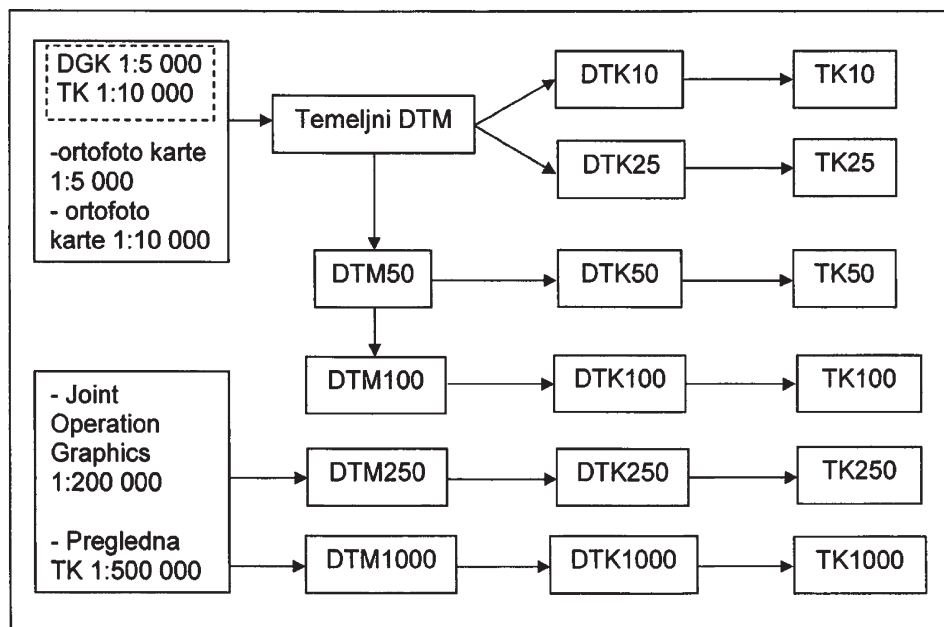 DGK 1:5 000
TK 1:10 000
-ortofoto karte
1:5 000
- ortofoto
karte 1:10 000
Temeljni DTM
DTK10
TK10
DTK25
TK25
DTM50
DTK50
TK50
DTM100
DTK100
TK100
- Joint
Operation
Graphics
1:200 000
- Pregledna
TK 1:500 000
DTM250
DTK250
TK250
DTM1000
DTK1000
TK1000